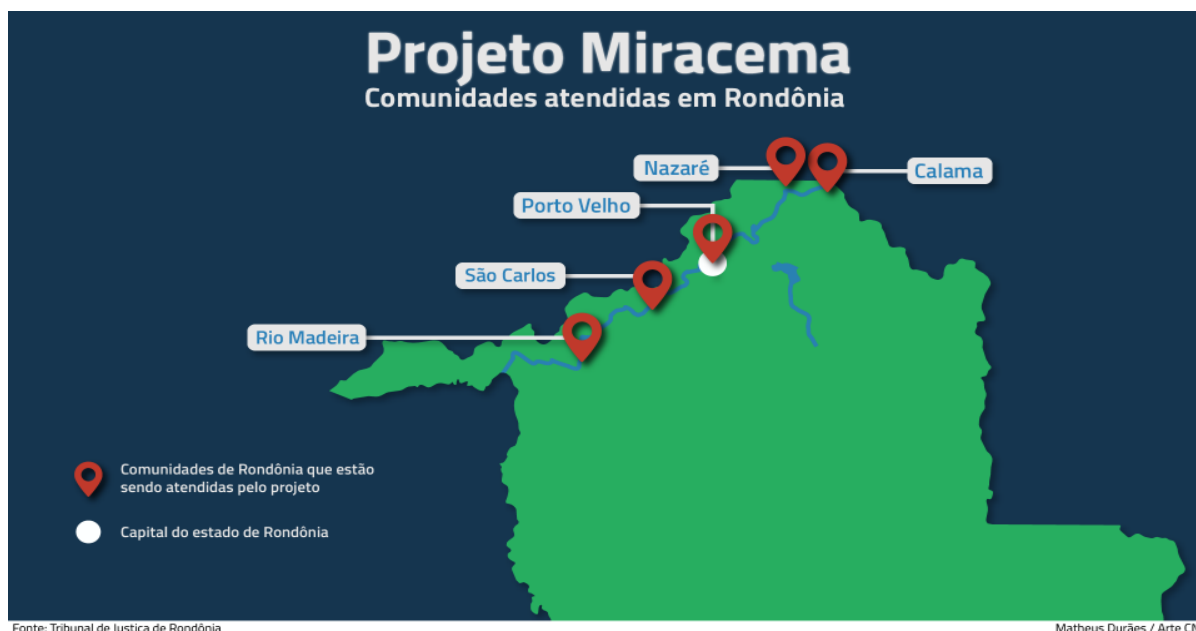 Projeto Miracema
Comunidades atendidas em Rondônia
Nazaré
Calama
Porto Velho
São Carlos
Rio Madeira
Comunidades de Rondônia que estão
sendo atendidas pelo projeto
Capital do estado de Rondônia
Fonte: Tribunal de Justiça de Rondônia
Matheus Durães / Arte